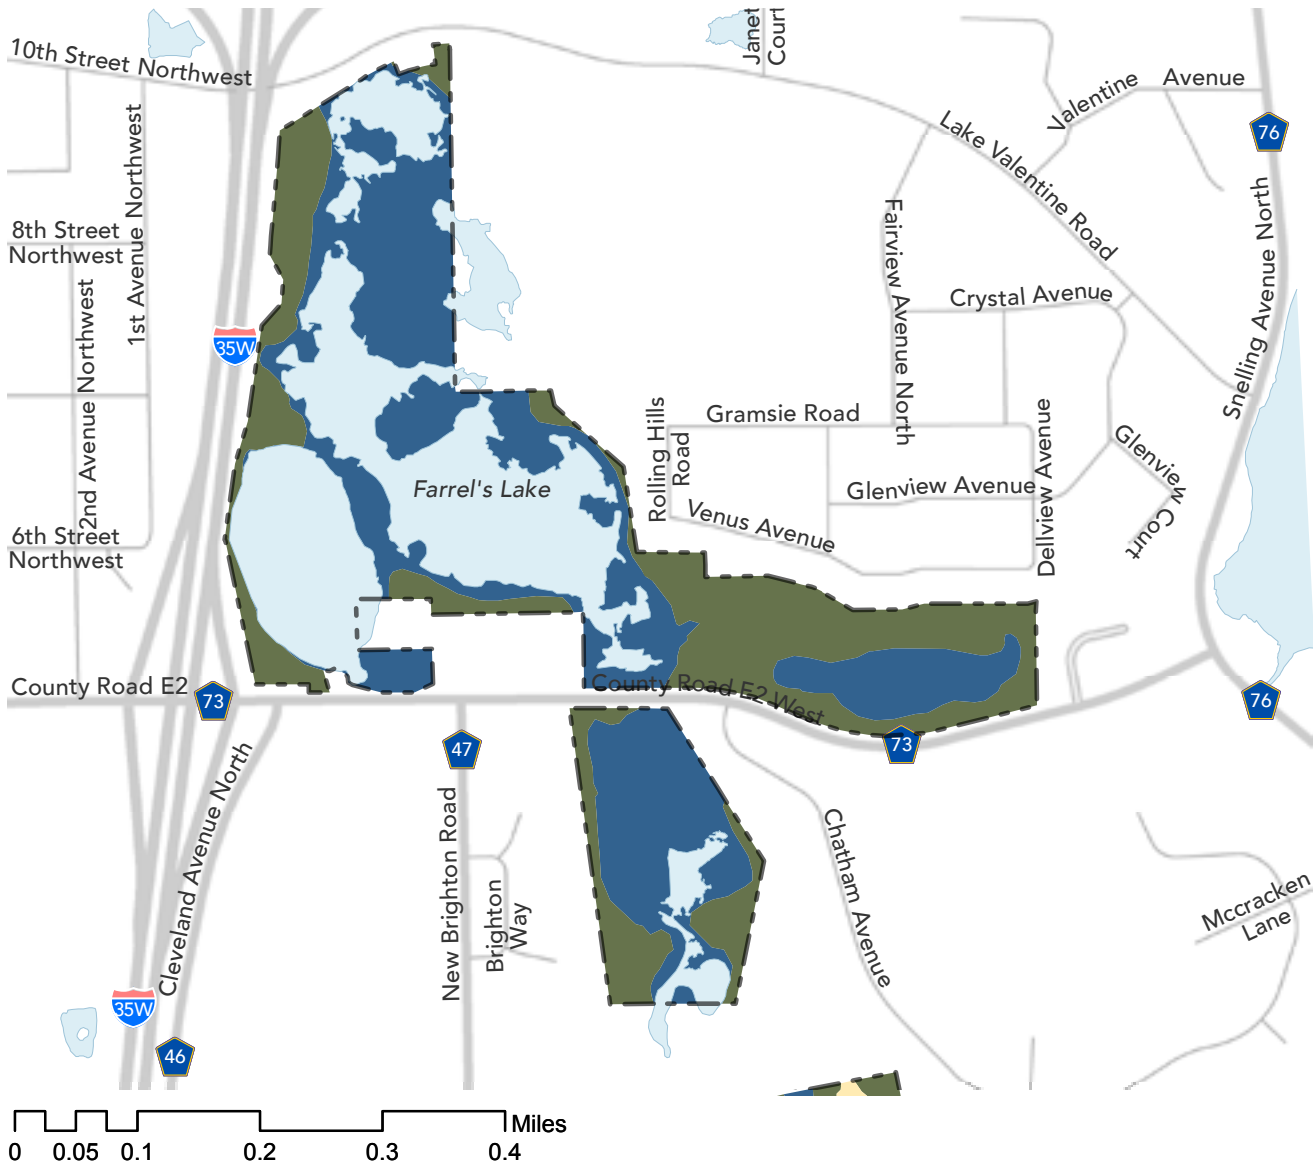 10th Street Northwest
Janet
Court
Valentine Avenue
76
Lake Valentine Road
1st Avenue Northwest
8th Street
Northwest
Fairview Avenue North
Snelling Avenue North
2nd Avenue Northwest
35W
Crystal Avenue
Rolling Hills
Road
Gramsie Road
Dellview Avenue
Glenview Court
Farrel's Lake
Glenview Avenue
Venus Avenue
6th Street
Northwest
County Road E2
73
County Road E2 West
76
73
47
Cleveland Avenue North
New Brighton Road
Brighton
Way
Chatham Avenue
Mccracken
Lane
35W
46
Miles
0 0.05 0.1 0.2 0.3 0.4